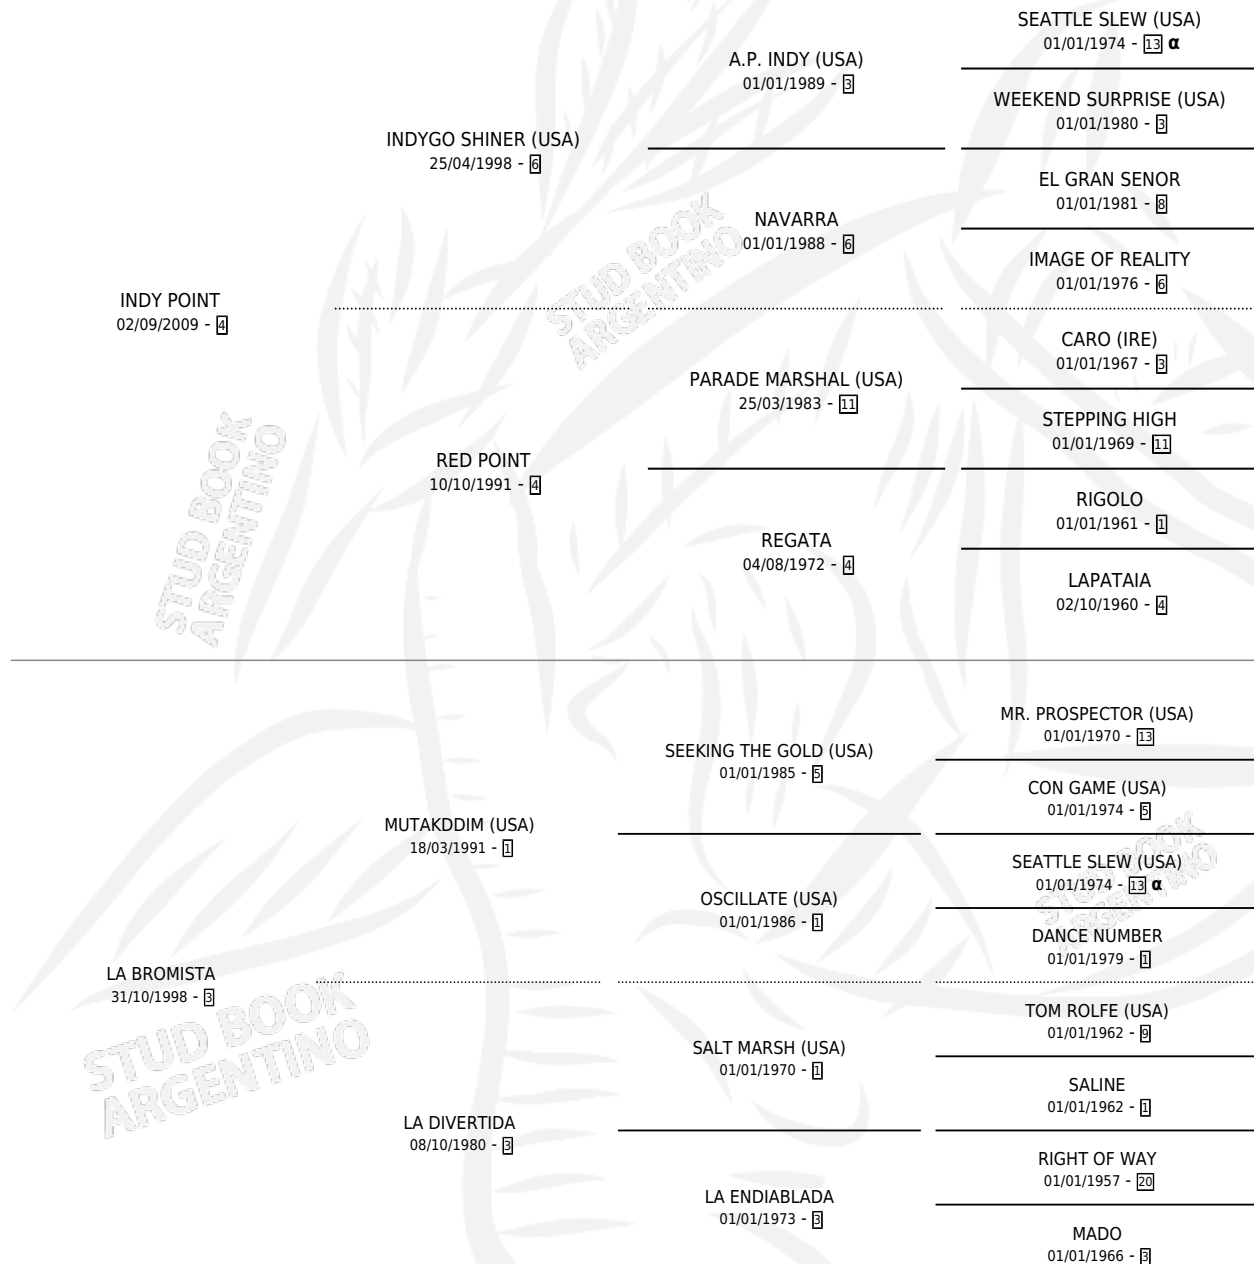 SEATTLE SLEW (USA)
01/01/1974 - 13 α
A.P. INDY (USA)
01/01/1989 - 3
WEEKEND SURPRISE (USA)
01/01/1980 - 3
INDYGO SHINER (USA)
25/04/1998 - 6
EL GRAN SENOR
01/01/1981 - 8
NAVARRA
01/01/1988 - 6
IMAGE OF REALITY
01/01/1976 - 6
INDY POINT
02/09/2009 - 4
CARO (IRE)
01/01/1967 - 3
PARADE MARSHAL (USA)
25/03/1983 - 11
STEPPING HIGH
01/01/1969 - 11
RED POINT
10/10/1991 - 4
RIGOLO
01/01/1961 - 1
REGATA
04/08/1972 - 4
LAPATAIA
02/10/1960 - 4
STUD BOOK
ARGENTINO
STUD BOOK
ARGENTINO
MR. PROSPECTOR (USA)
01/01/1970 - 13
SEEKING THE GOLD (USA)
01/01/1985 - 5
CON GAME (USA)
01/01/1974 - 5
MUTAKDDIM (USA)
18/03/1991 - 1
SEATTLE SLEW (USA)
01/01/1974 - 13 α
OSCILLATE (USA)
01/01/1986 - 1
DANCE NUMBER
01/01/1979 - 1
LA BROMISTA
31/10/1998 - 3
TOM ROLFE (USA)
01/01/1962 - 9
SALT MARSH (USA)
01/01/1970 - 1
SALINE
01/01/1962 - 1
LA DIVERTIDA
08/10/1980 - 3
RIGHT OF WAY
01/01/1957 - 20
LA ENDIABLADA
01/01/1973 - 3
MADO
01/01/1966 - 3
STUD BOOK
ARGENTINO
STUD BOOK
ARGENTINO